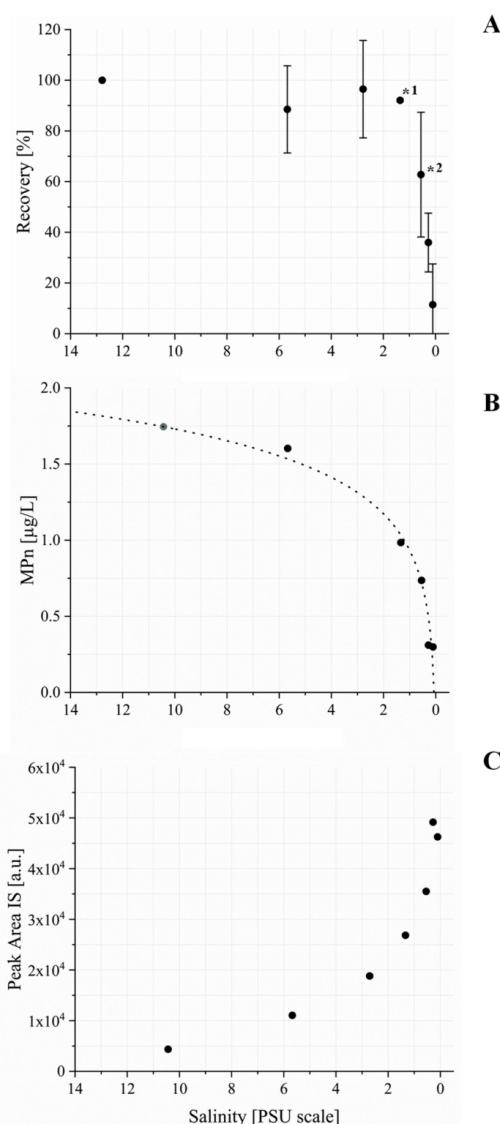 A
120
100
80
60
40
20
0
Recovery [%]
*1
*2
14 12 10 8 6 4 2 0
B
2.0
1.5
1.0
0.5
0.0
MPn [µg/L]
14 12 10 8 6 4 2 0
C
6x10⁴
5x10⁴
4x10⁴
3x10⁴
2x10⁴
1x10⁴
0
Peak Area IS [a.u.]
14 12 10 8 6 4 2 0
Salinity [PSU scale]